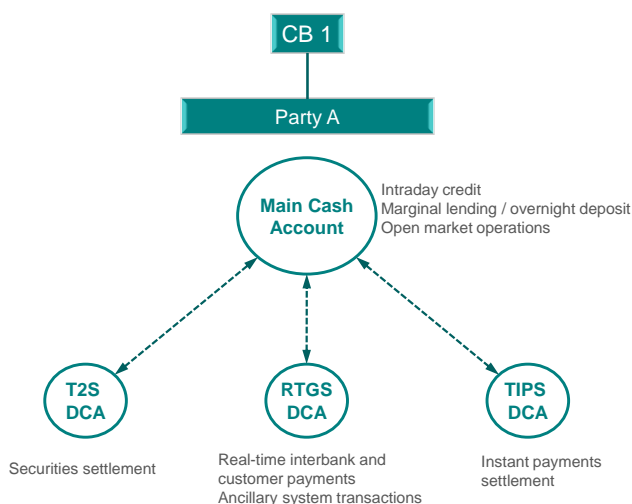 CB 1
Party A
Main Cash
Account
Intraday credit
Marginal lending / overnight deposit
Open market operations
T2S
DCA
RTGS
DCA
TIPS
DCA
Securities settlement
Real-time interbank and
customer payments
Ancillary system transactions
Instant payments
settlement